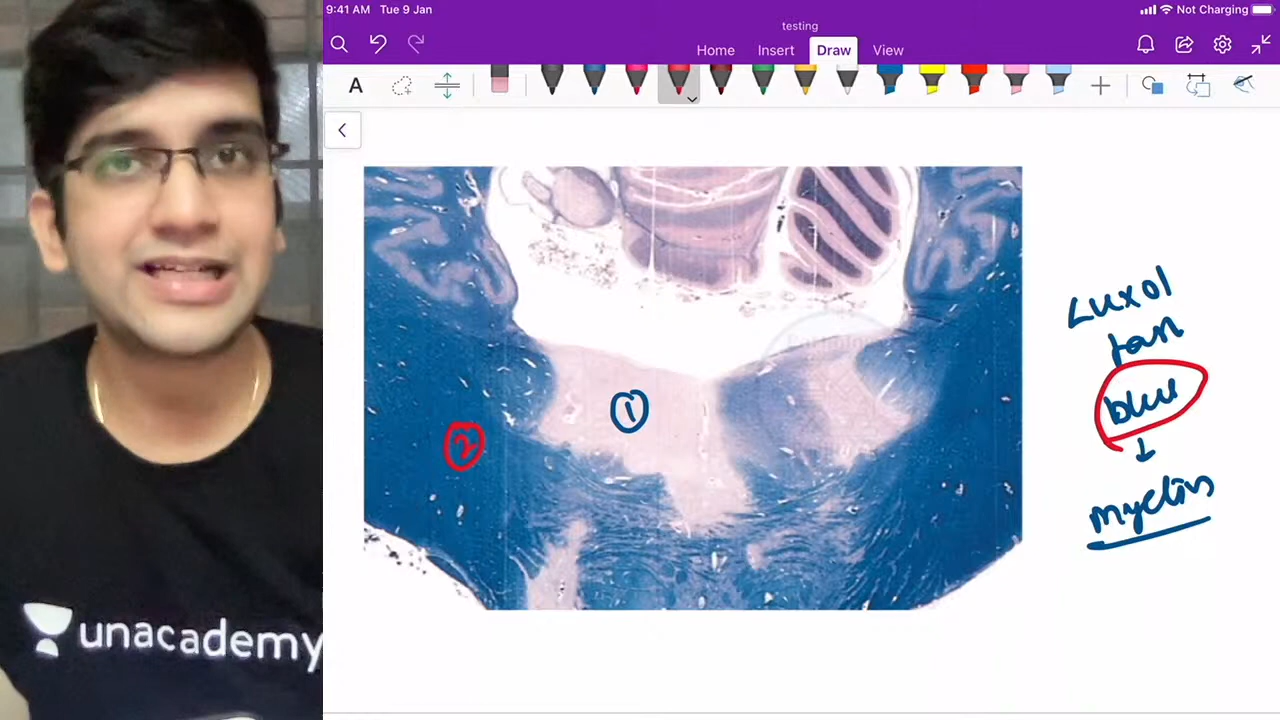 9:41 AM Tue 9 Jan
Not Charging
testing
Home Insert Draw View
A
1
2
Luxol
fan
blue
myelin
unacademy